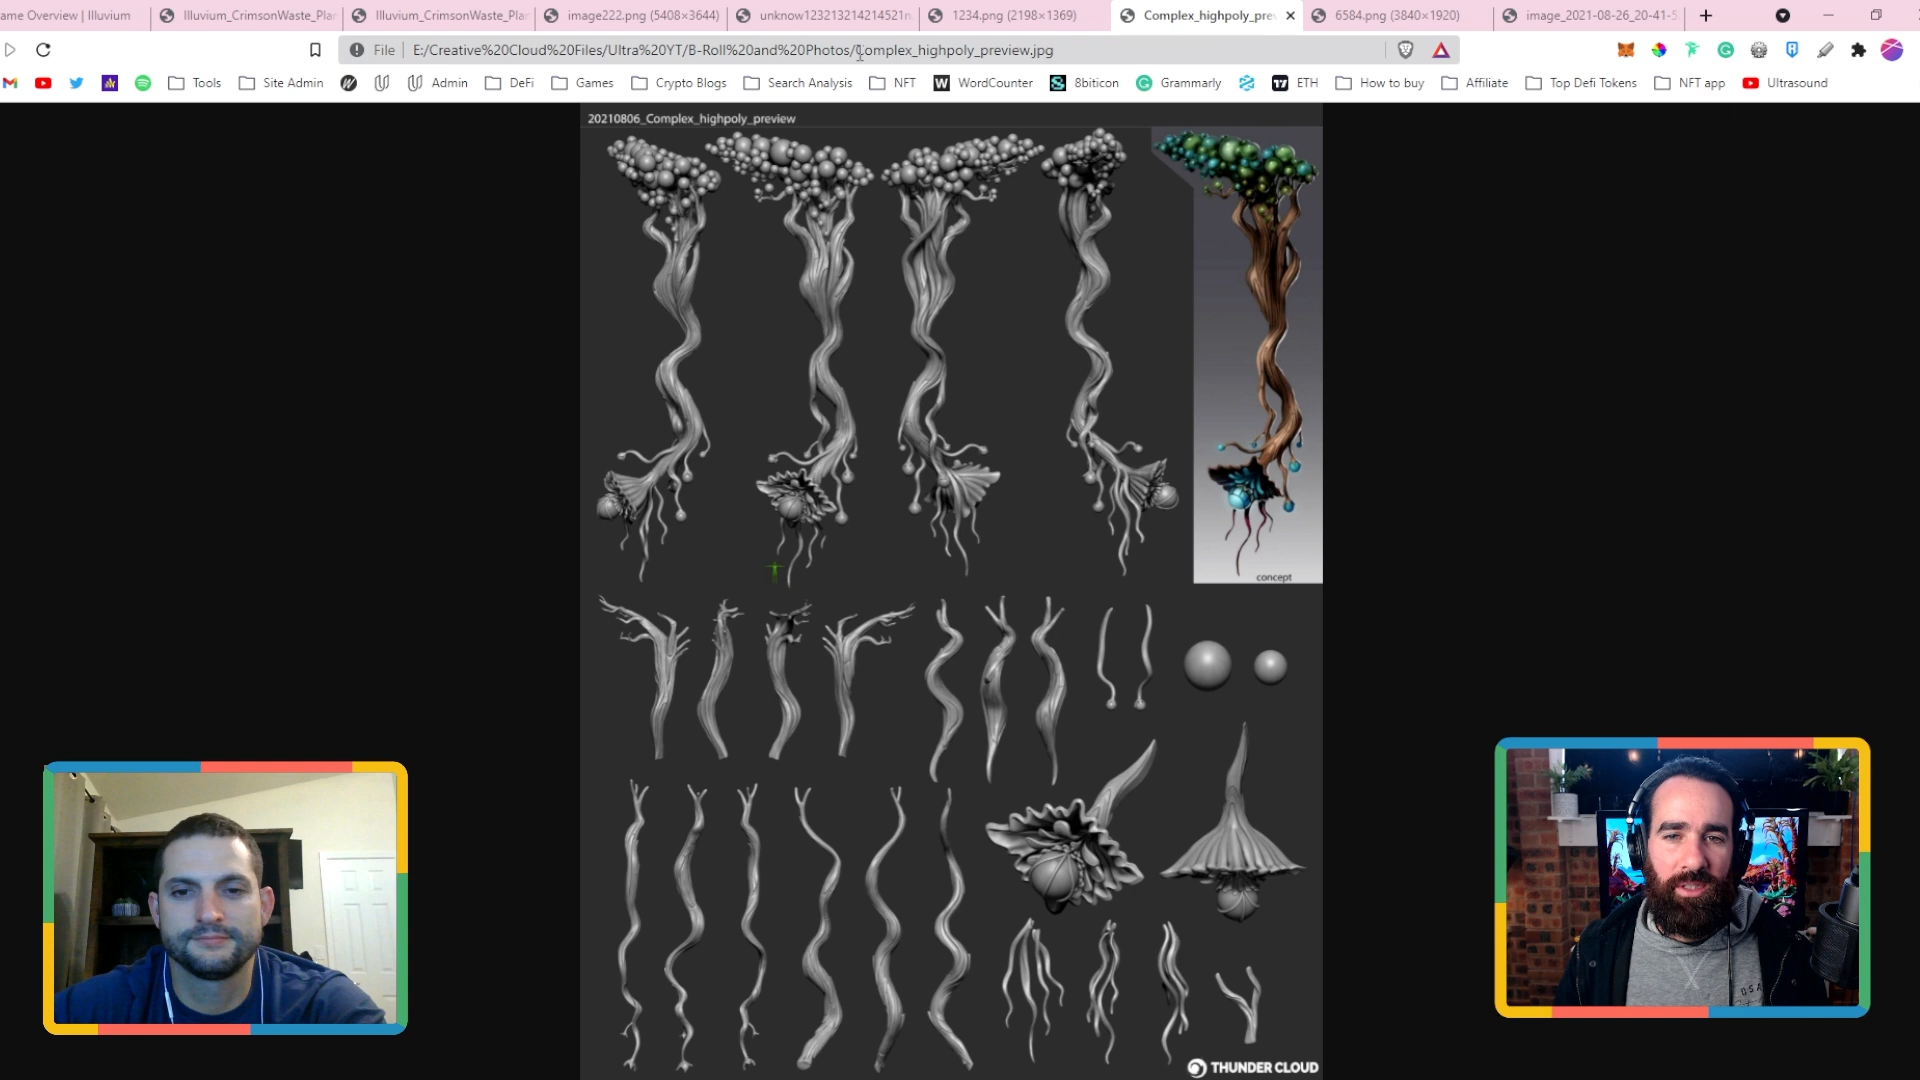 ame Overview | Illuvium
Illuvium_CrimsonWaste_Pla
Illuvium_CrimsonWaste_Pla
image222.png (5408×3644)
unknow123213214214521n.
1234.png (2198×1369)
Complex_highpoly_prev
6584.png (3840×1920)
image_2021-08-26_20-41-5
File
E:/Creative%20Cloud%20Files/Ultra%20YT/B-Roll%20and%20Photos/Complex_highpoly_preview.jpg
Tools
Site Admin
Admin
DeFi
Games
Crypto Blogs
Search Analysis
NFT
WordCounter
8biticon
Grammarly
ETH
How to buy
Affiliate
Top Defi Tokens
NFT app
Ultrasound
20210806_Complex_highpoly_preview
concept
THUNDER CLOUD